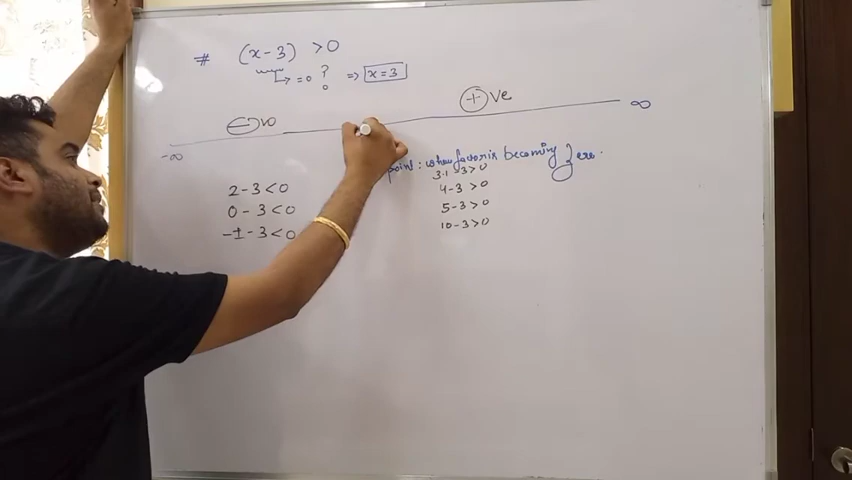 # (x-3) >0
↳ =0 ? ⇒ x=3
⊖ve ⊕ve
-∞ ∞
point: when factor is becoming Zero.
3.1-3>0
2-3<0 4-3>0
0-3<0 5-3>0
-1-3<0 10-3>0